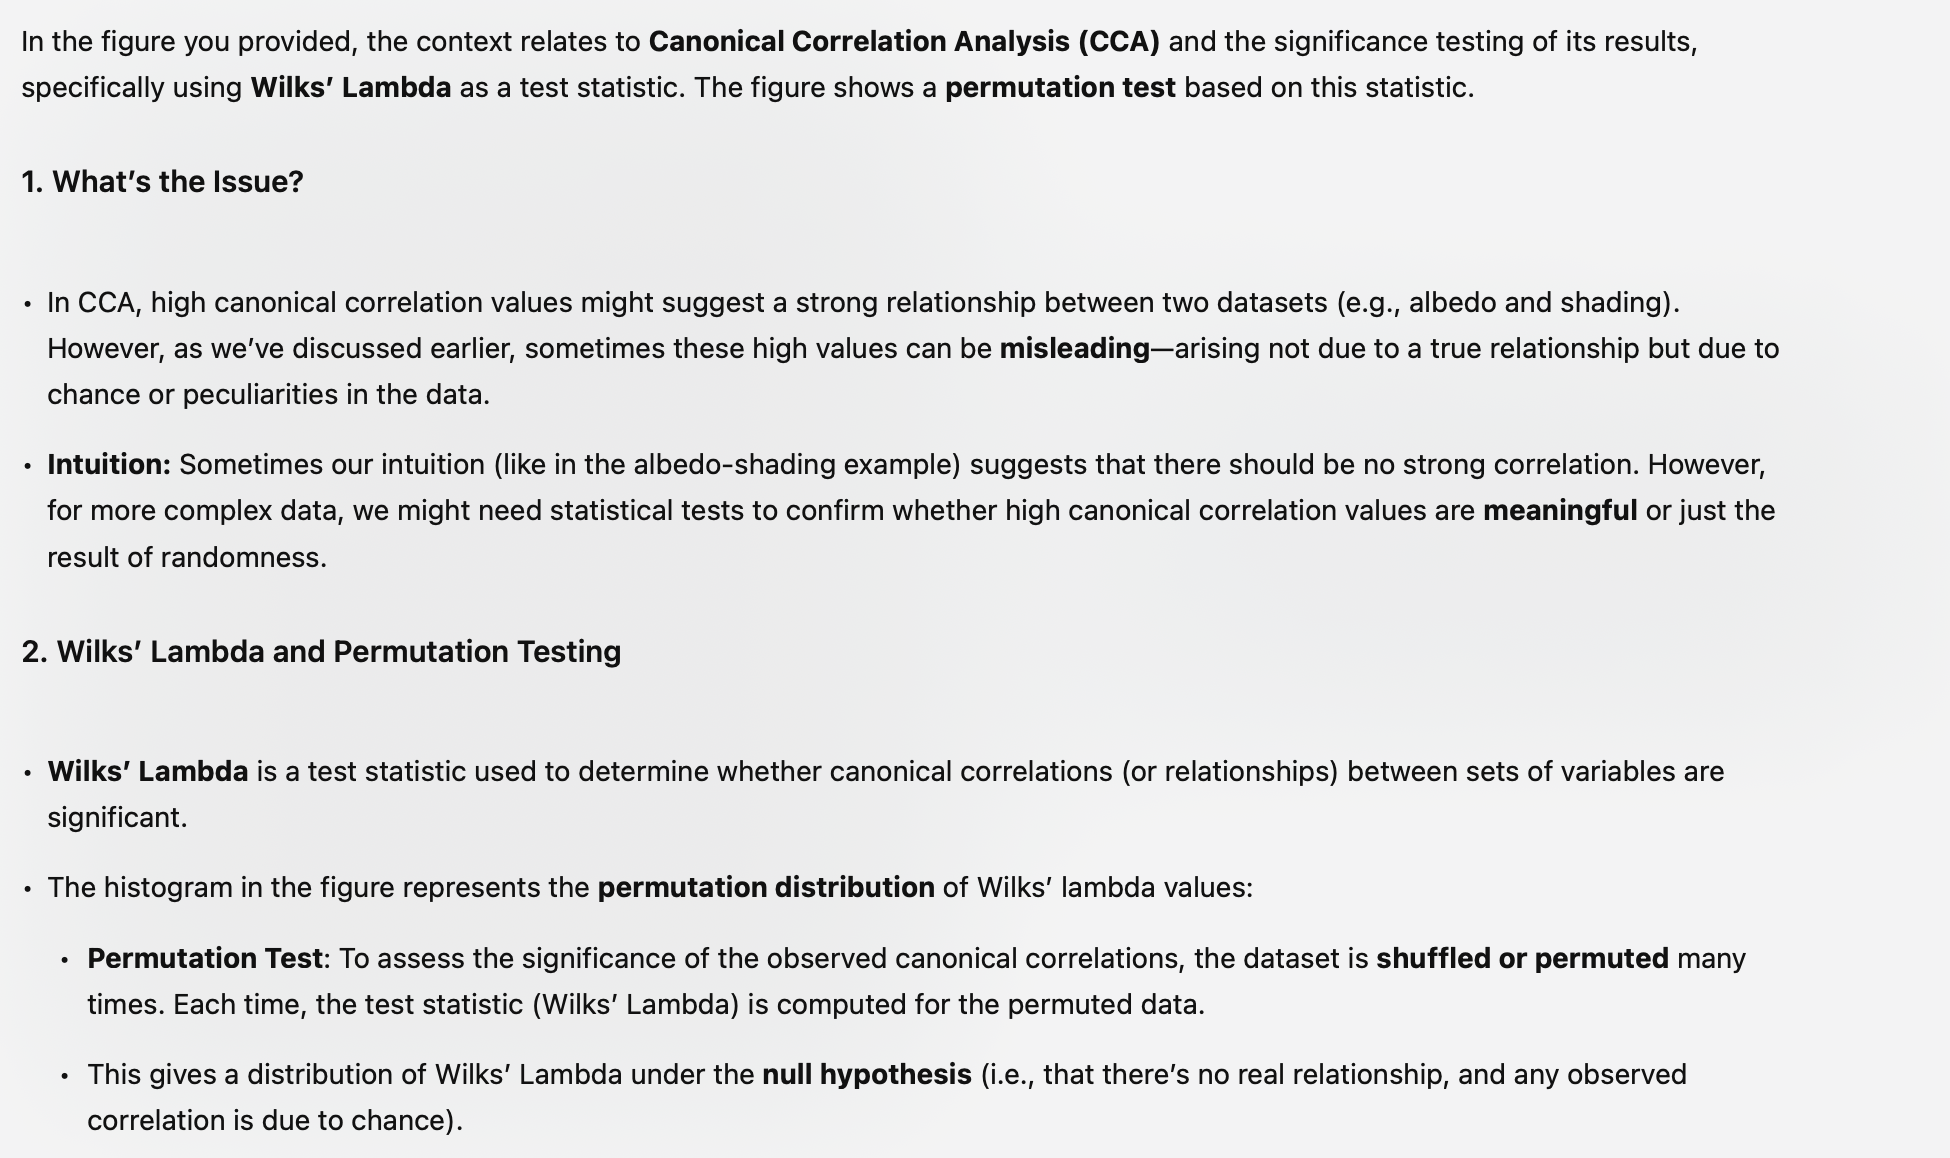 In the figure you provided, the context relates to Canonical Correlation Analysis (CCA) and the significance testing of its results,
specifically using Wilks’ Lambda as a test statistic. The figure shows a permutation test based on this statistic.
1. What’s the Issue?
• In CCA, high canonical correlation values might suggest a strong relationship between two datasets (e.g., albedo and shading).
However, as we’ve discussed earlier, sometimes these high values can be misleading—arising not due to a true relationship but due to
chance or peculiarities in the data.
• Intuition: Sometimes our intuition (like in the albedo-shading example) suggests that there should be no strong correlation. However,
for more complex data, we might need statistical tests to confirm whether high canonical correlation values are meaningful or just the
result of randomness.
2. Wilks’ Lambda and Permutation Testing
• Wilks’ Lambda is a test statistic used to determine whether canonical correlations (or relationships) between sets of variables are
significant.
• The histogram in the figure represents the permutation distribution of Wilks’ lambda values:
• Permutation Test: To assess the significance of the observed canonical correlations, the dataset is shuffled or permuted many
times. Each time, the test statistic (Wilks’ Lambda) is computed for the permuted data.
• This gives a distribution of Wilks’ Lambda under the null hypothesis (i.e., that there’s no real relationship, and any observed
correlation is due to chance).